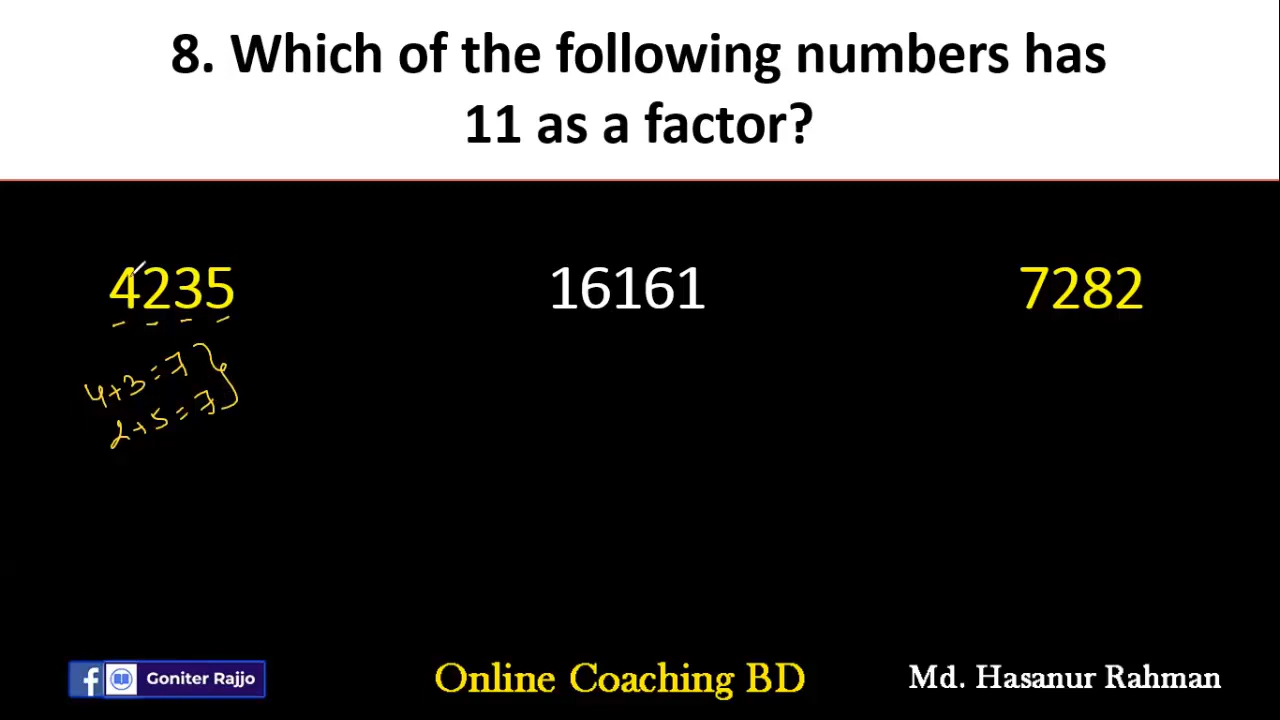 8. Which of the following numbers has
11 as a factor?
4235 16161 7282
4+3=7
2+5=7
f Goniter Rajjo Online Coaching BD Md. Hasanur Rahman